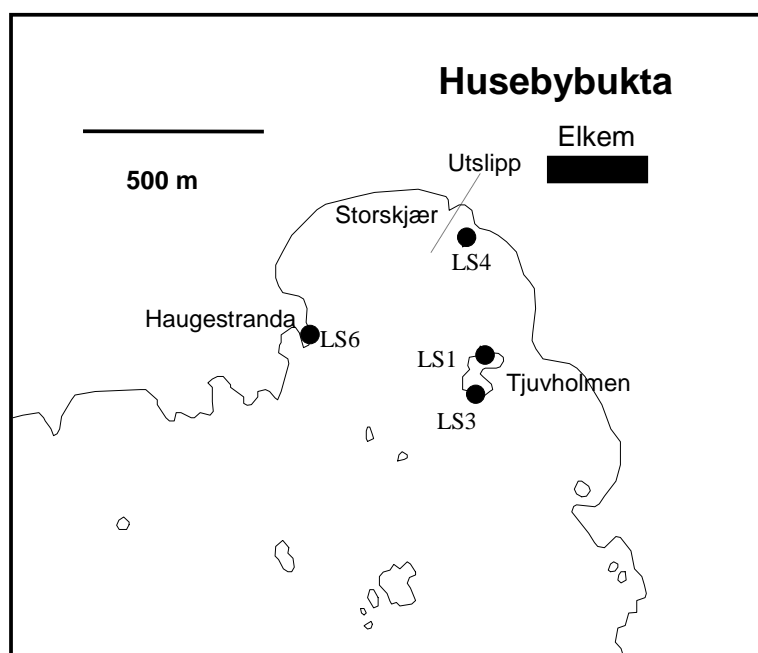 Husebybukta
Elkem
Utslipp
500 m
Storskjær
LS4
Haugestranda
LS6
LS1
Tjuvholmen
LS3